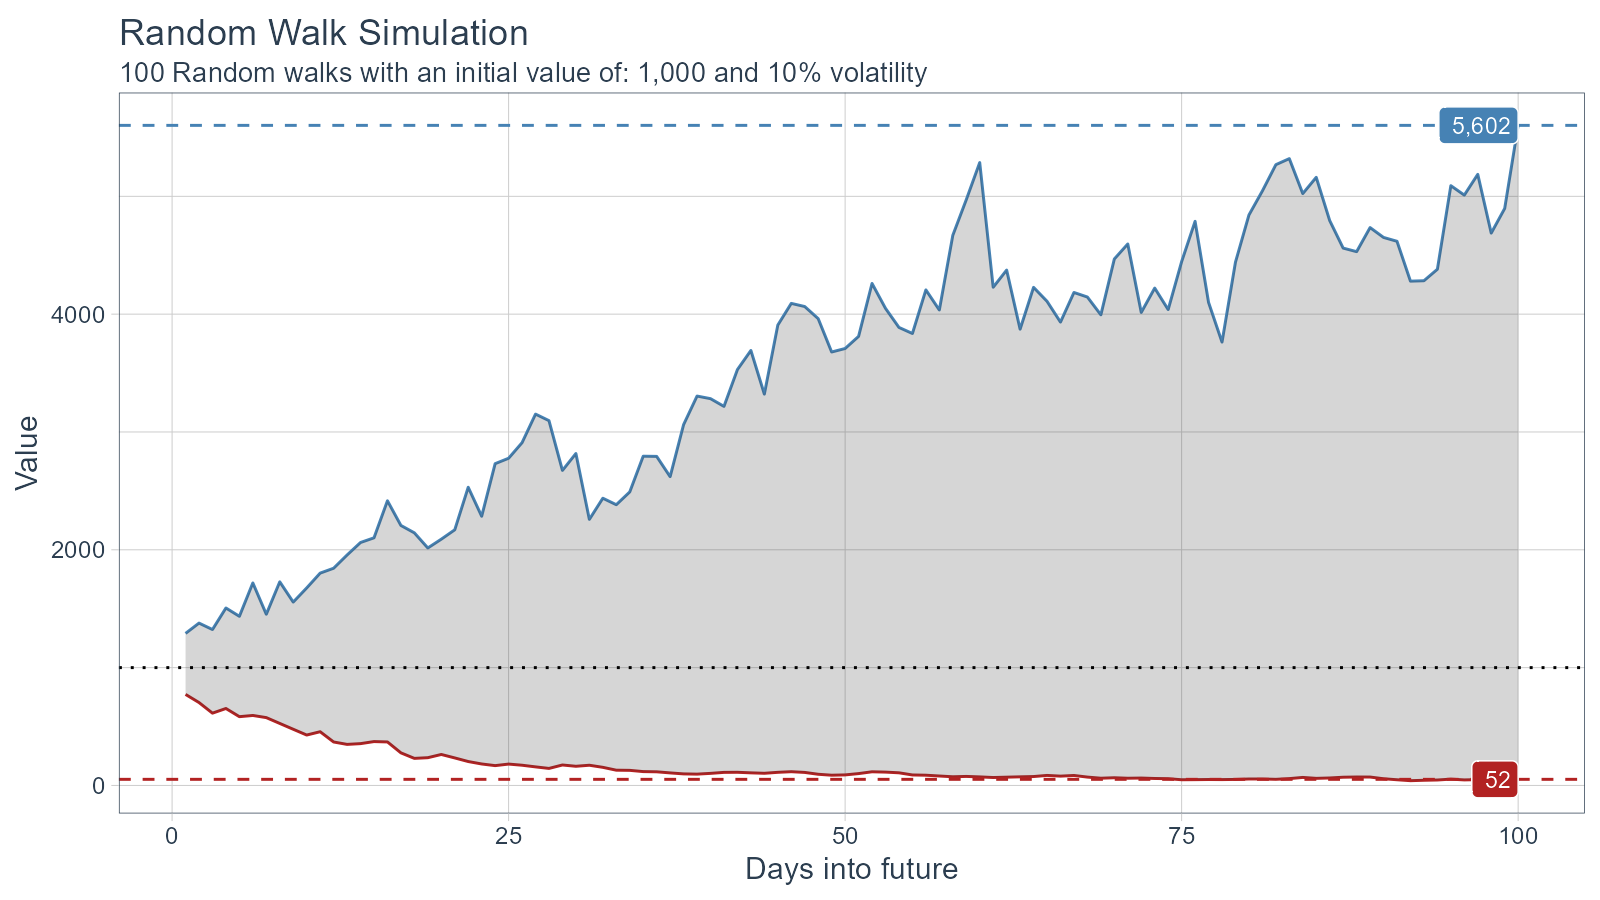 Random Walk Simulation
100 Random walks with an initial value of: 1,000 and 10% volatility
5,602
4000
2000
0
52
0
25
50
75
100
Value
Days into future